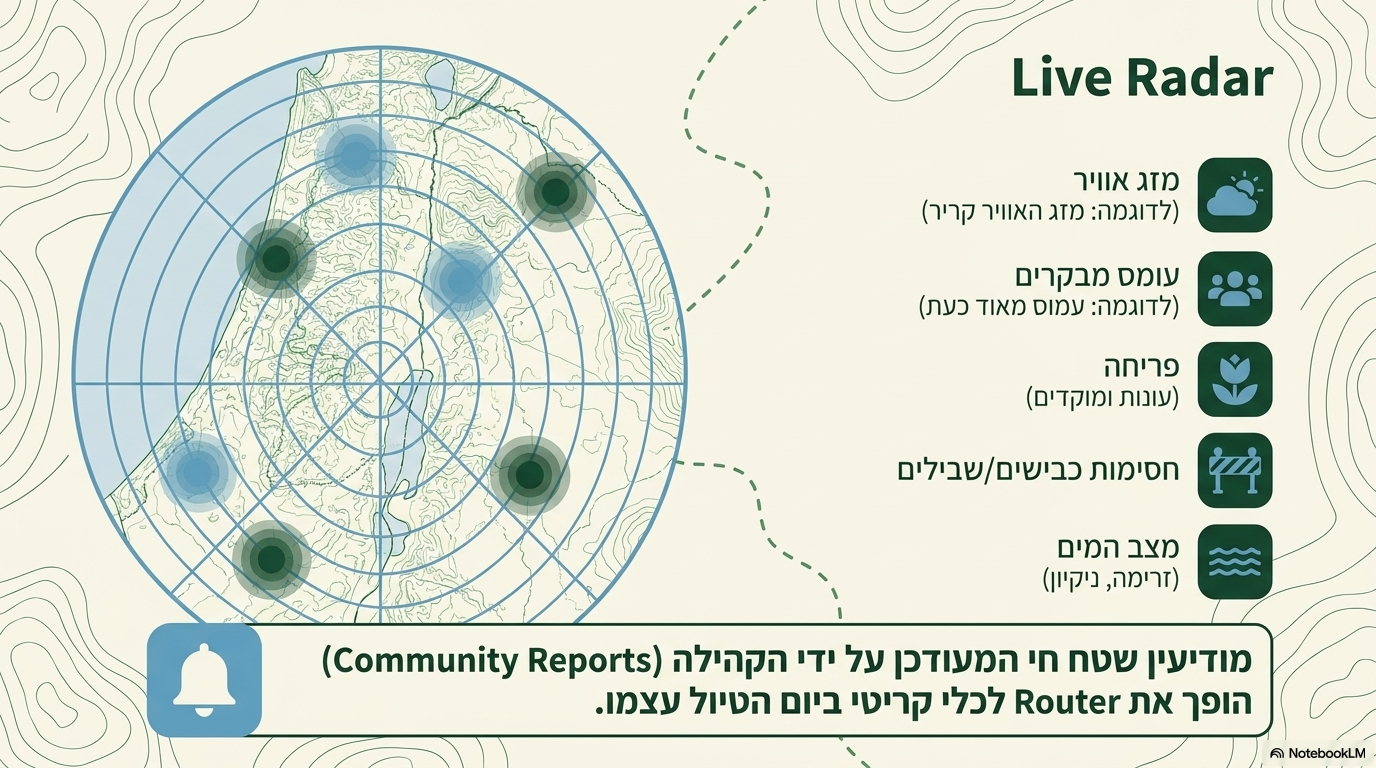 Live Radar
מזג אוויר
(לדוגמה: מזג האוויר קריר)
עומס מבקרים
(לדוגמה: עמוס מאוד כעת)
פריחה
(עונות ומוקדים)
חסימות כבישים/שבילים
מצב המים
(זרימה, ניקיון)
מודיעין שטח חי המעודכן על ידי הקהילה (Community Reports)
הופך את Router לכלי קריטי ביום הטיול עצמו.
NotebookLM